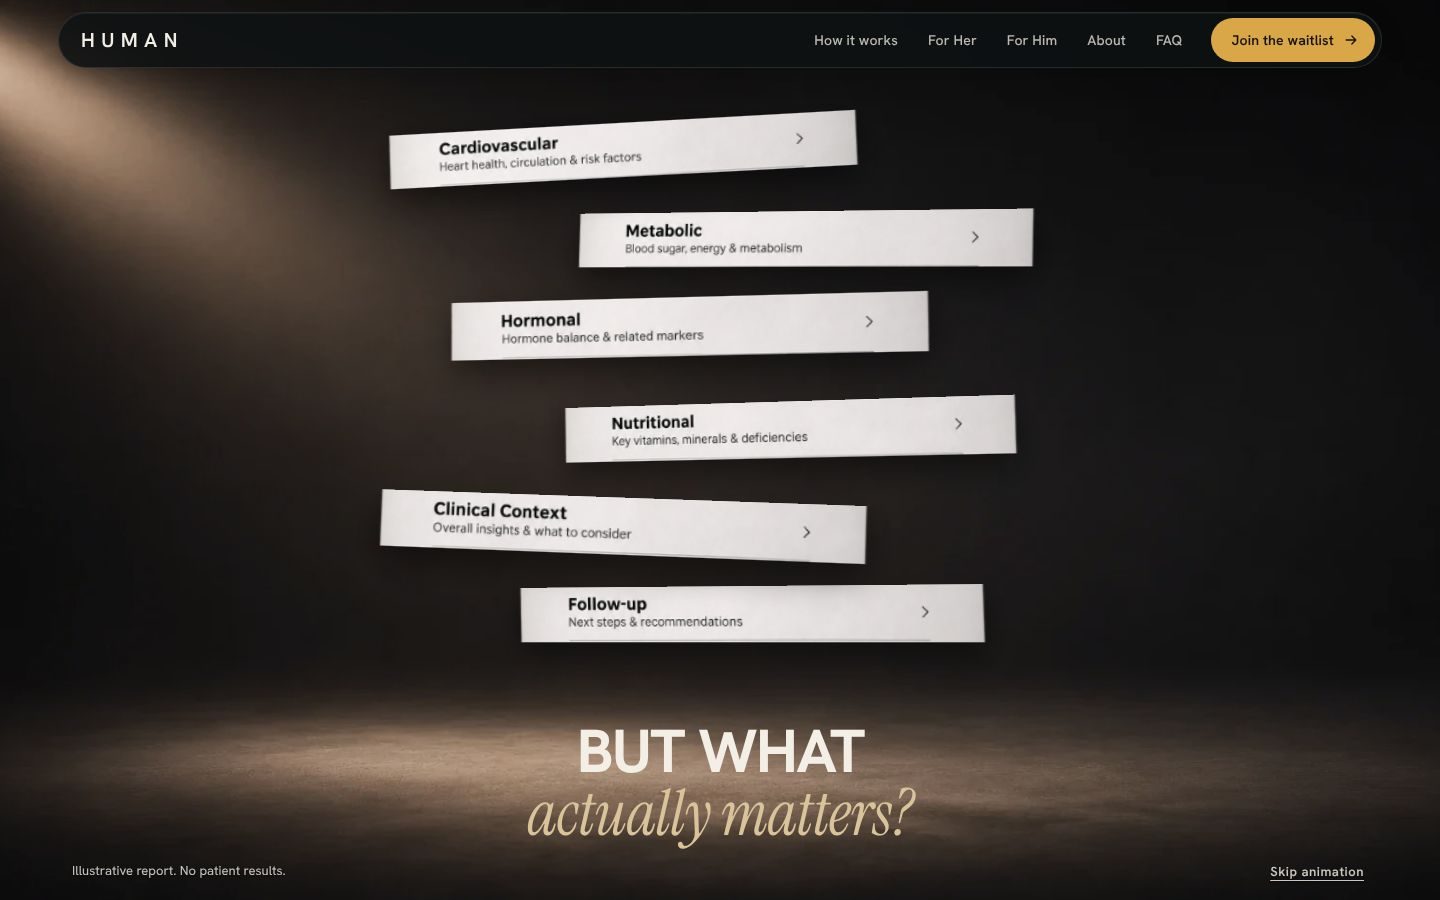 HUMAN
How it works
For Her
For Him
About
FAQ
Join the waitlist
Cardiovascular
Heart health, circulation & risk factors
Metabolic
Blood sugar, energy & metabolism
Hormonal
Hormone balance & related markers
Nutritional
Key vitamins, minerals & deficiencies
Clinical Context
Overall insights & what to consider
Follow-up
Next steps & recommendations
BUT WHAT
actually matters?
Illustrative report. No patient results.
Skip animation